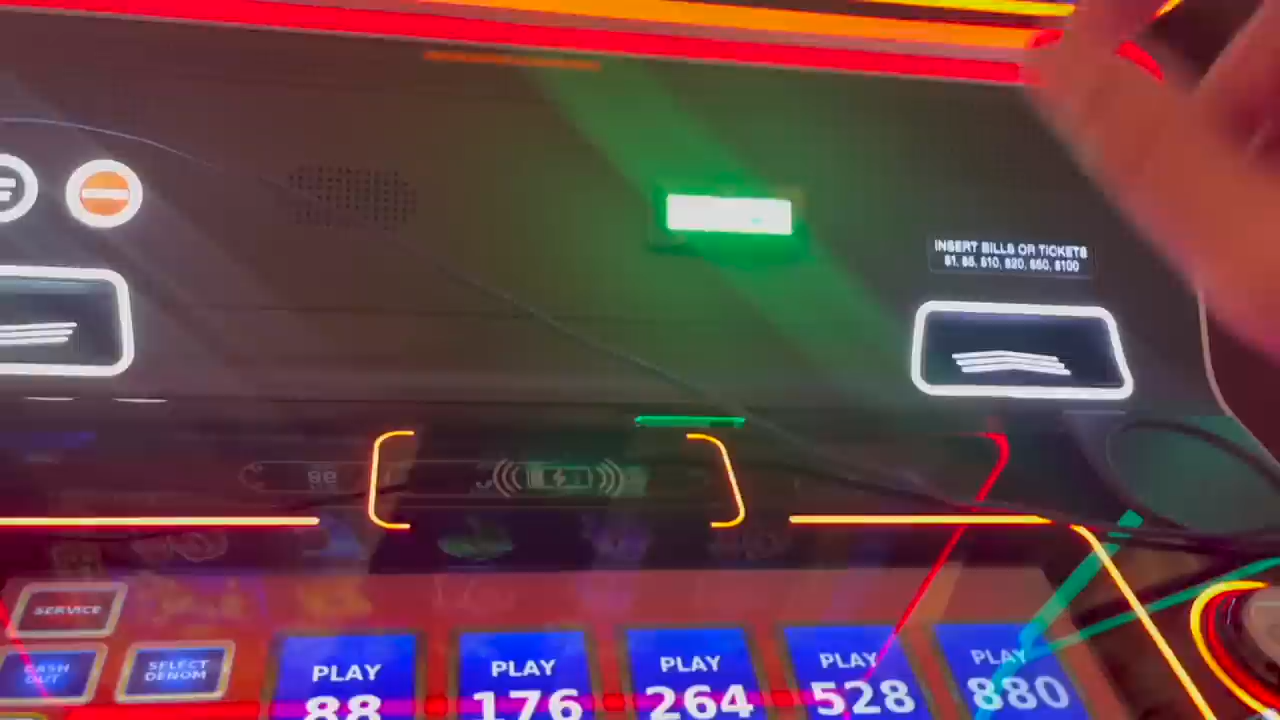 INSERT BILLS OR TICKETS
$1, $5, $10, $20, $50, $100
SERVICE
CASH
OUT
SELECT
DENOM
PLAY
88
PLAY
176
PLAY
264
PLAY
528
PLAY
880